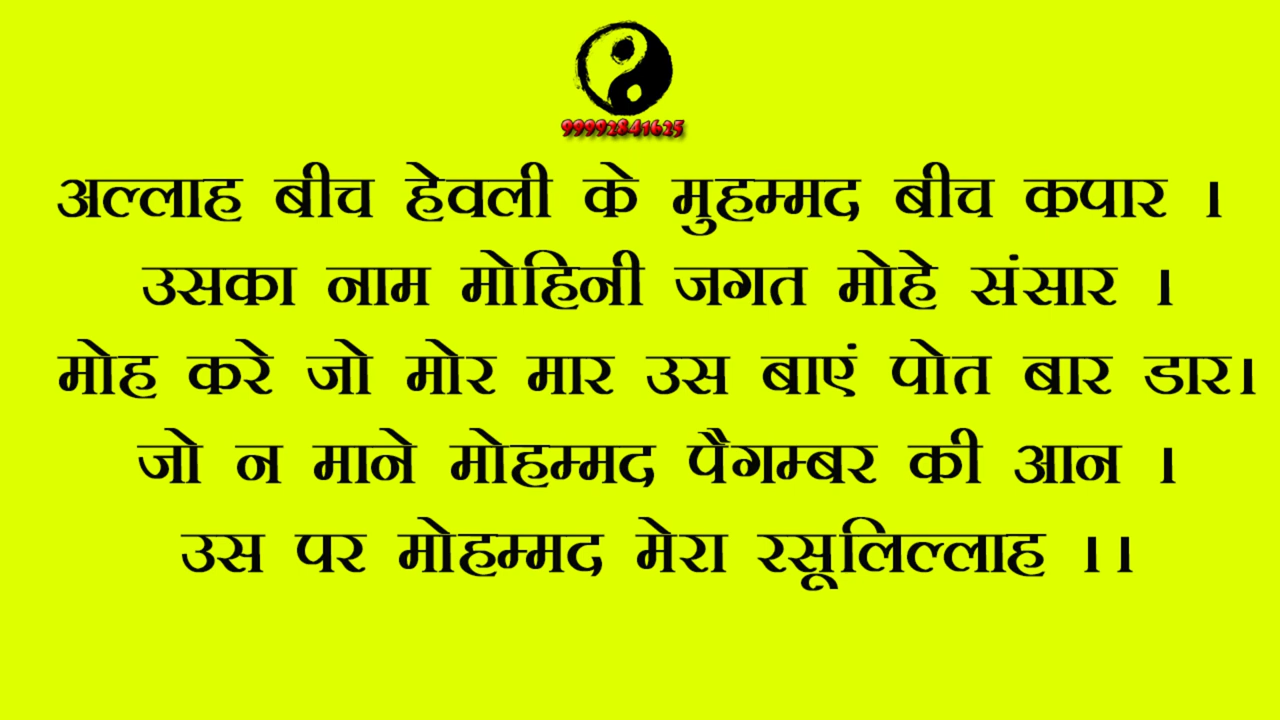 99992841625
अल्लाह बीच हेवली के मुहम्मद बीच कपार ।
उसका नाम मोहिनी जगत मोहे संसार ।
मोह करे जो मोर मार उस बाएं पोत बार डार।
जो न माने मोहम्मद पैगम्बर की आन ।
उस पर मोहम्मद मेरा रसूलिल्लाह ।।